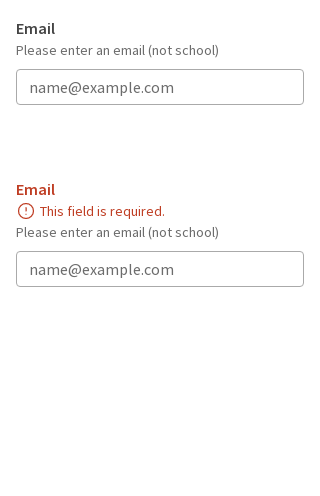 Email
Please enter an email (not school)
name@example.com
Email
This field is required.
Please enter an email (not school)
name@example.com